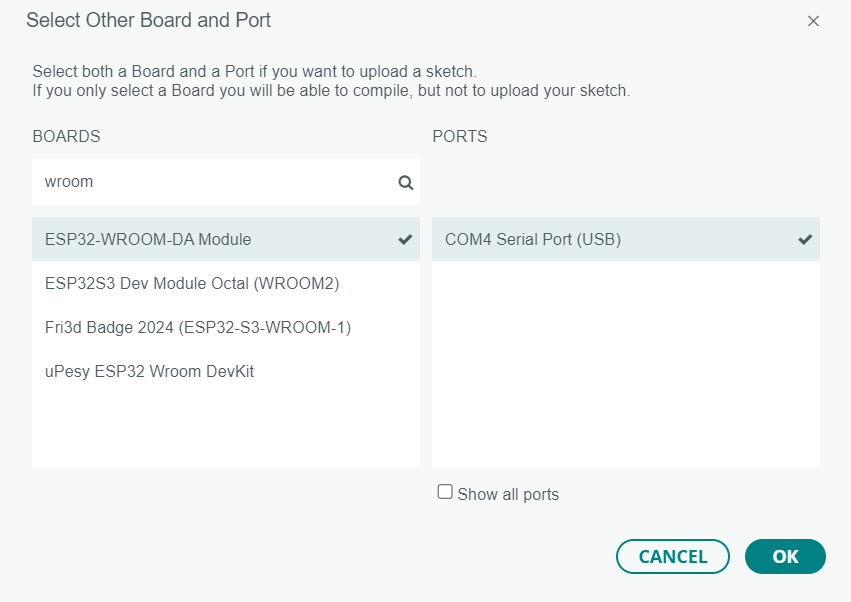 Select Other Board and Port
Select both a Board and a Port if you want to upload a sketch.
If you only select a Board you will be able to compile, but not to upload your sketch.
BOARDS
PORTS
wroom
ESP32-WROOM-DA Module
COM4 Serial Port (USB)
ESP32S3 Dev Module Octal (WROOM2)
Fri3d Badge 2024 (ESP32-S3-WROOM-1)
uPesy ESP32 Wroom DevKit
Show all ports
CANCEL
OK